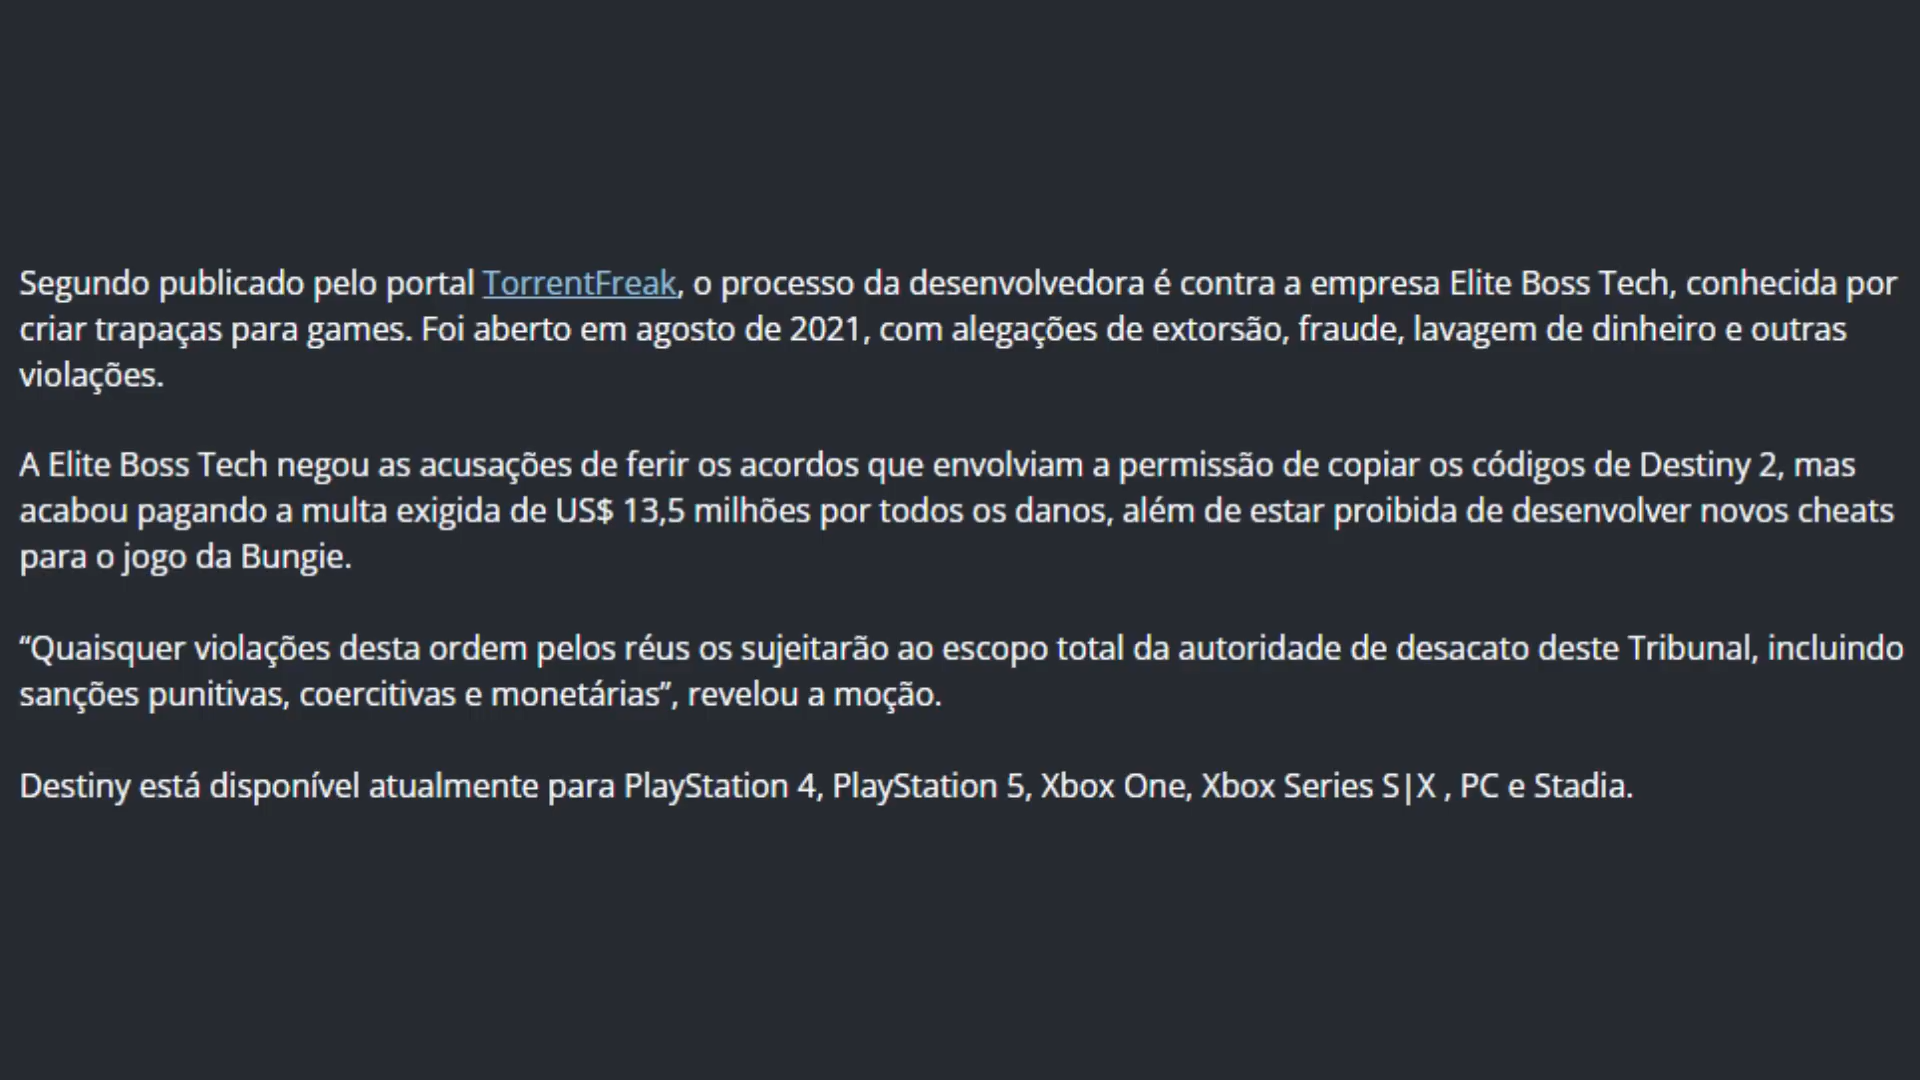 Segundo publicado pelo portal TorrentFreak, o processo da desenvolvedora é contra a empresa Elite Boss Tech, conhecida por
criar trapaças para games. Foi aberto em agosto de 2021, com alegações de extorsão, fraude, lavagem de dinheiro e outras
violações.
A Elite Boss Tech negou as acusações de ferir os acordos que envolviam a permissão de copiar os códigos de Destiny 2, mas
acabou pagando a multa exigida de US$ 13,5 milhões por todos os danos, além de estar proibida de desenvolver novos cheats
para o jogo da Bungie.
“Quaisquer violações desta ordem pelos réus os sujeitarão ao escopo total da autoridade de desacato deste Tribunal, incluindo
sanções punitivas, coercitivas e monetárias”, revelou a moção.
Destiny está disponível atualmente para PlayStation 4, PlayStation 5, Xbox One, Xbox Series S|X , PC e Stadia.